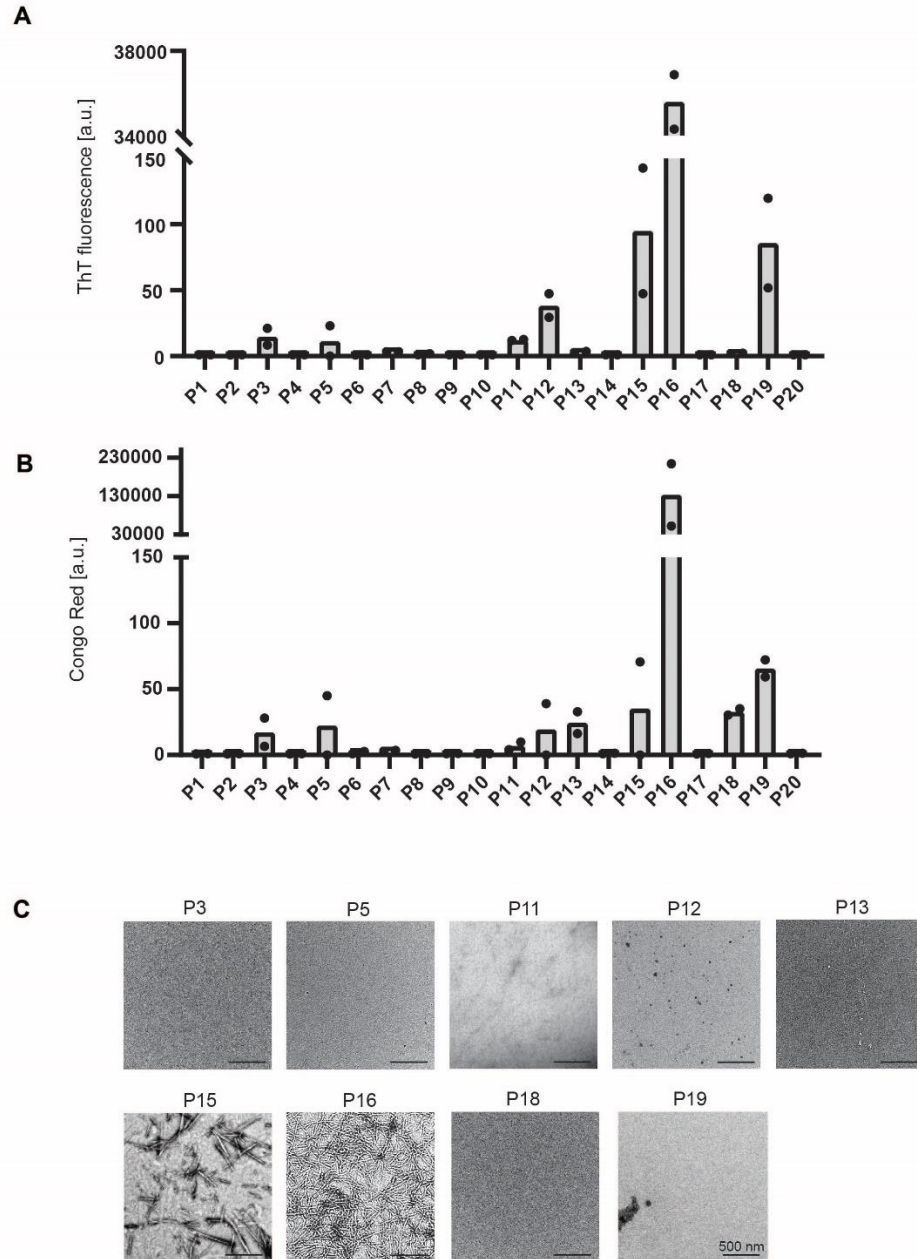 A
ThT fluorescence [a.u.]
38000
34000
150
100
50
0
P1 P2 P3 P4 P5 P6 P7 P8 P9 P10 P11 P12 P13 P14 P15 P16 P17 P18 P19 P20
B
Congo Red [a.u.]
230000
130000
30000
150
100
50
0
P1 P2 P3 P4 P5 P6 P7 P8 P9 P10 P11 P12 P13 P14 P15 P16 P17 P18 P19 P20
C
P3 P5 P11 P12 P13
P15 P16 P18 P19
500 nm